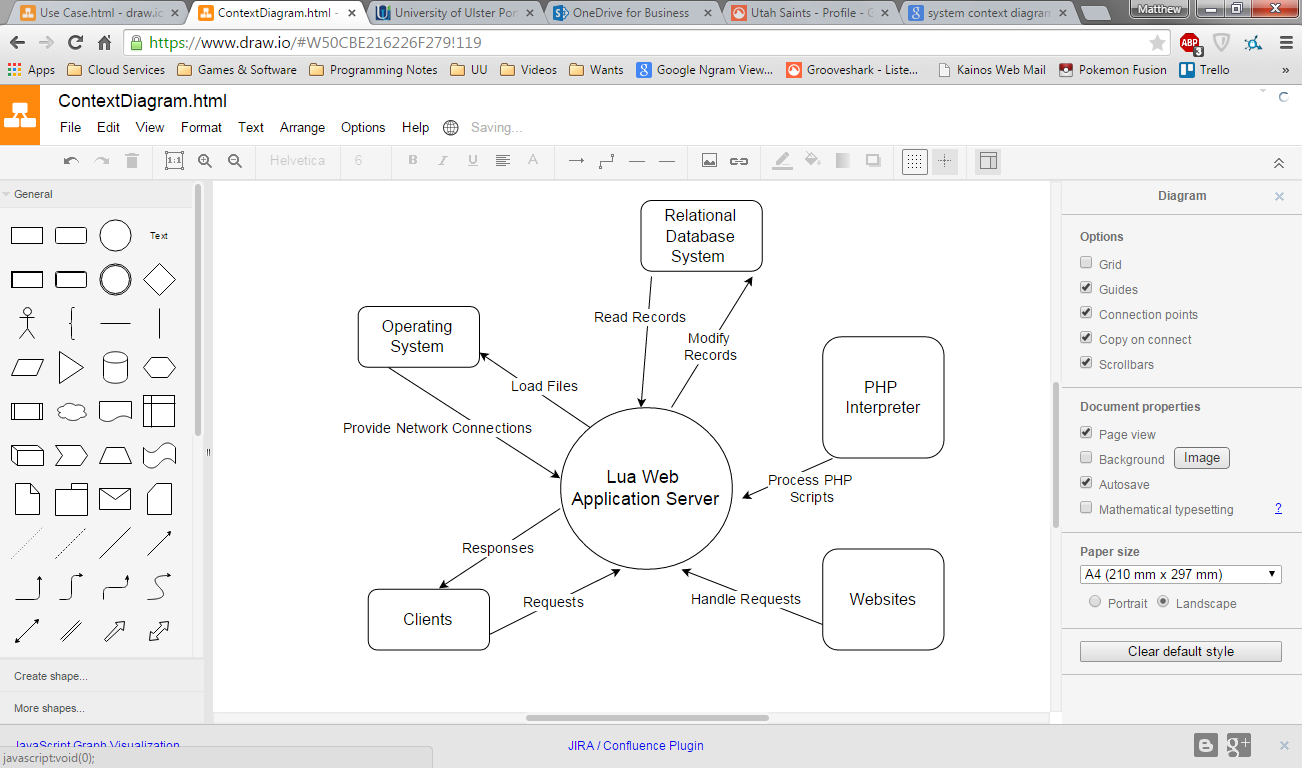 Use Case.html - draw.io
ContextDiagram.html -
University of Ulster Por
OneDrive for Business
Utah Saints - Profile - G
system context diagram
Matthew
https://www.draw.io/#W50CBE216226F279!119
ABP
3
Apps
Cloud Services
Games & Software
Programming Notes
UU
Videos
Wants
Google Ngram View...
Grooveshark - Liste...
Kainos Web Mail
Pokemon Fusion
Trello
»
ContextDiagram.html
File
Edit
View
Format
Text
Arrange
Options
Help
Saving...
1:1
Helvetica
6
B
I
U
A
General
Text
Create shape...
More shapes...
Relational
Database
System
Read Records
Modify
Records
Operating
System
Load Files
Provide Network Connections
PHP
Interpreter
Lua Web
Application Server
Process PHP
Scripts
Responses
Requests
Handle Requests
Clients
Websites
Diagram
Options
Grid
Guides
Connection points
Copy on connect
Scrollbars
Document properties
Page view
Background
Image
Autosave
Mathematical typesetting
?
Paper size
A4 (210 mm x 297 mm)
Portrait
Landscape
Clear default style
JavaScript Graph Visualization
JIRA / Confluence Plugin
javascript:void(0);